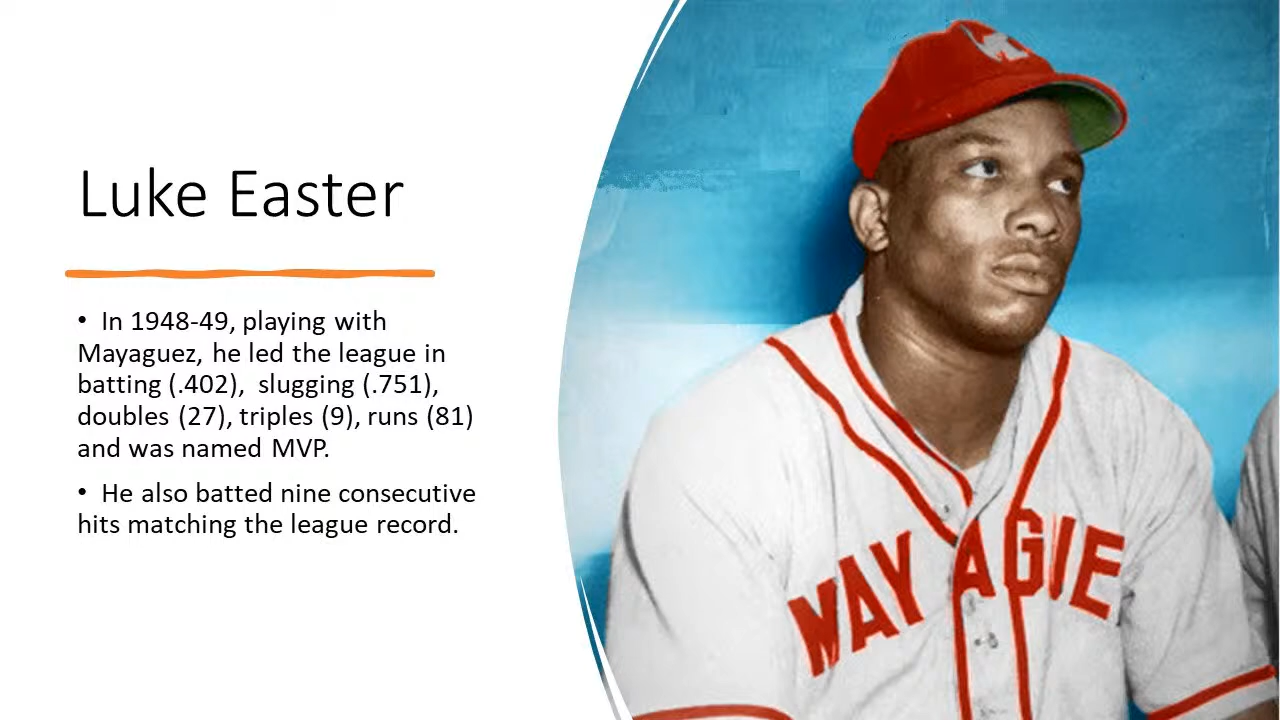 Luke Easter
• In 1948-49, playing with
Mayaguez, he led the league in
batting (.402),  slugging (.751),
doubles (27), triples (9), runs (81)
and was named MVP.
• He also batted nine consecutive
hits matching the league record.
MAYAGUE